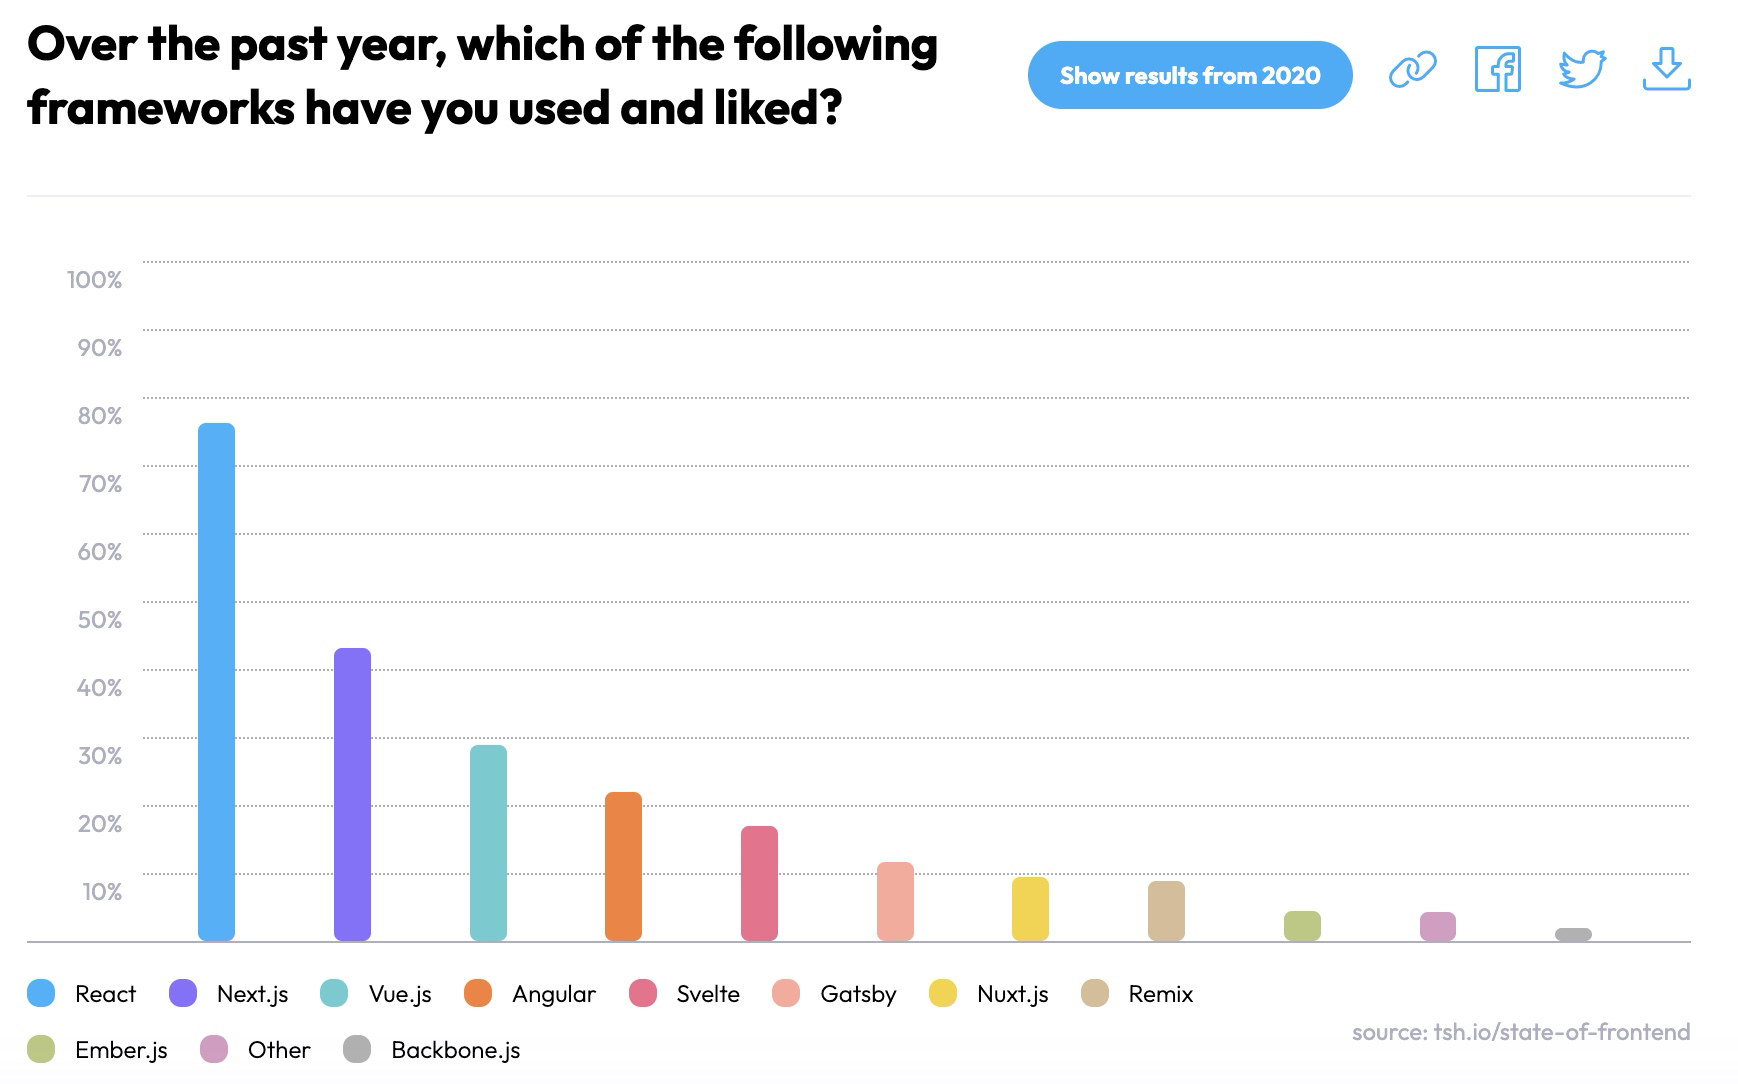 Over the past year, which of the following
frameworks have you used and liked?
Show results from 2020
100%
90%
80%
70%
60%
50%
40%
30%
20%
10%
React Next.js Vue.js Angular Svelte Gatsby Nuxt.js Remix
Ember.js Other Backbone.js
source: tsh.io/state-of-frontend